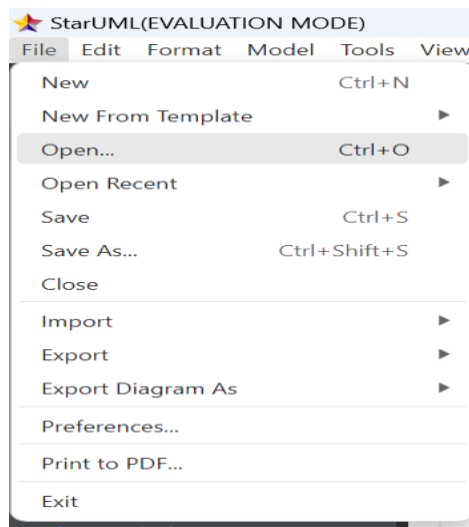 StarUML(EVALUATION MODE)
File Edit Format Model Tools View
New Ctrl+N
New From Template
Open... Ctrl+O
Open Recent
Save Ctrl+S
Save As... Ctrl+Shift+S
Close
Import
Export
Export Diagram As
Preferences...
Print to PDF...
Exit